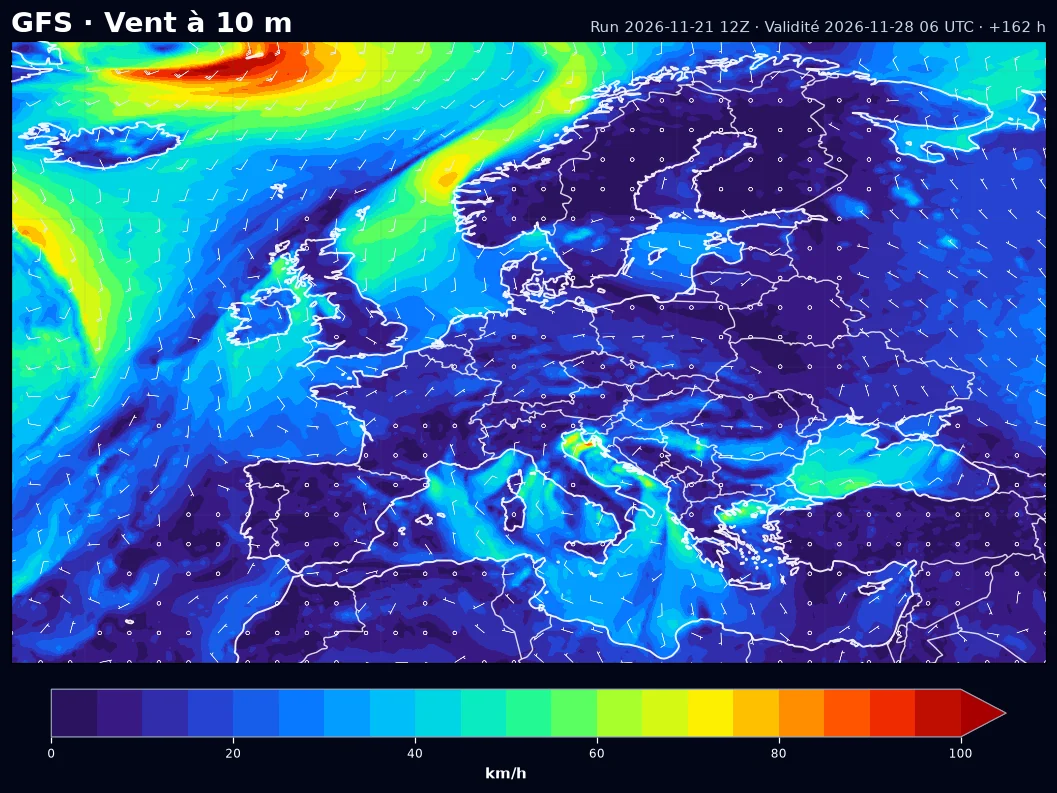 GFS · Vent à 10 m
Run 2026-11-21 12Z · Validité 2026-11-28 06 UTC · +162 h
0 20 40 60 80 100
km/h